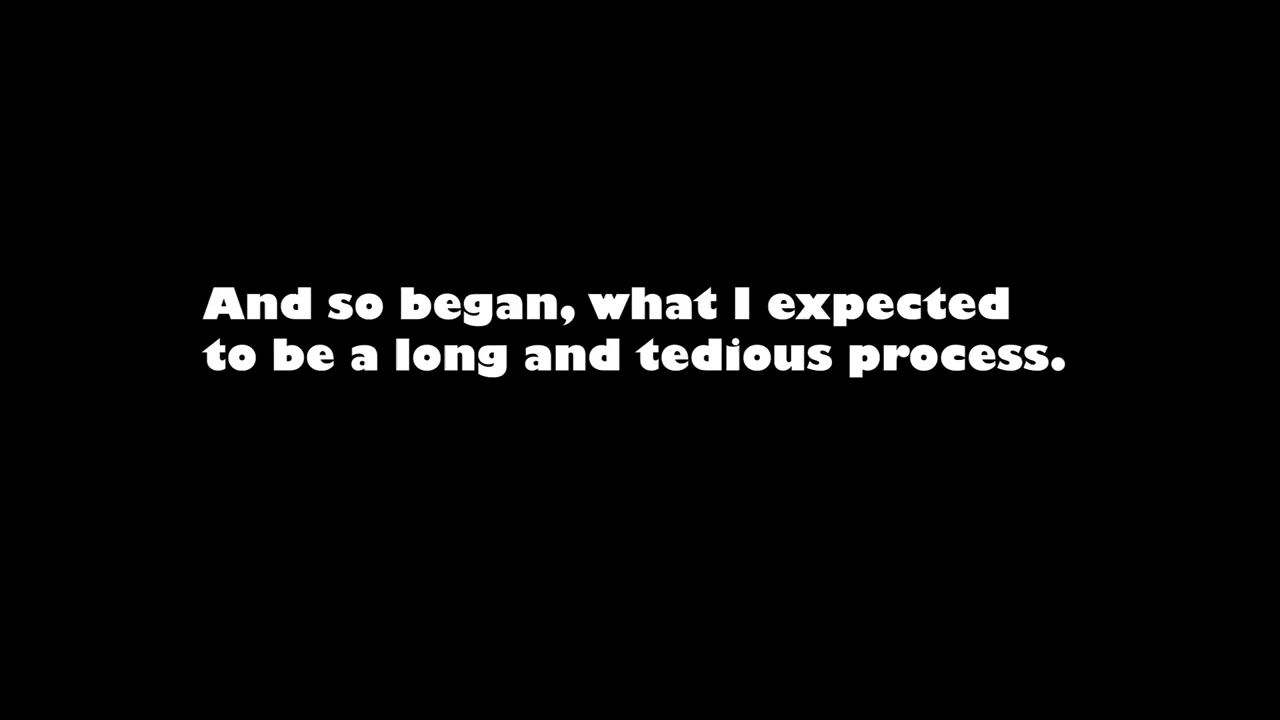 And so began, what I expected
to be a long and tedious process.